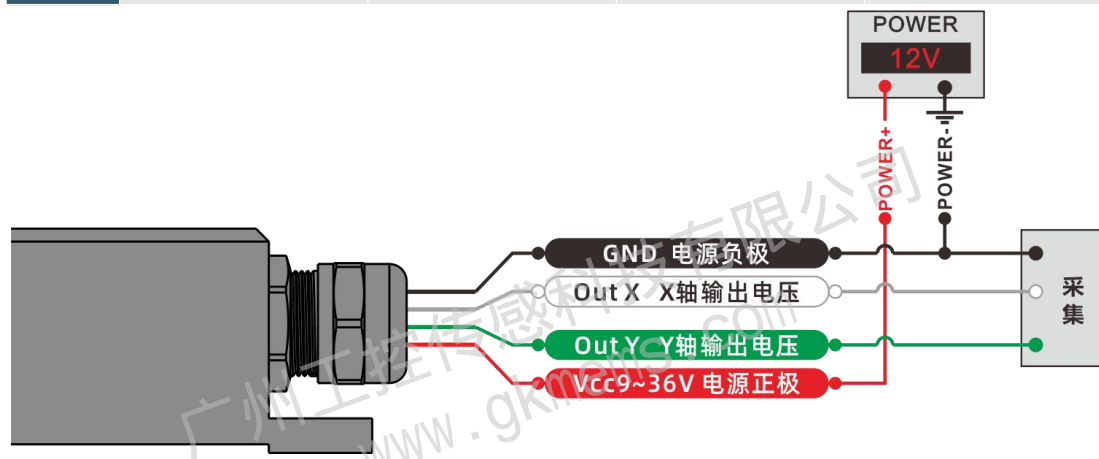 POWER
12V
POWER+
POWER-
GND 电源负极
Out X X轴输出电压
Out Y Y轴输出电压
Vcc9~36V 电源正极
采集
广州工控传感科技有限公司
www.gkmems.com